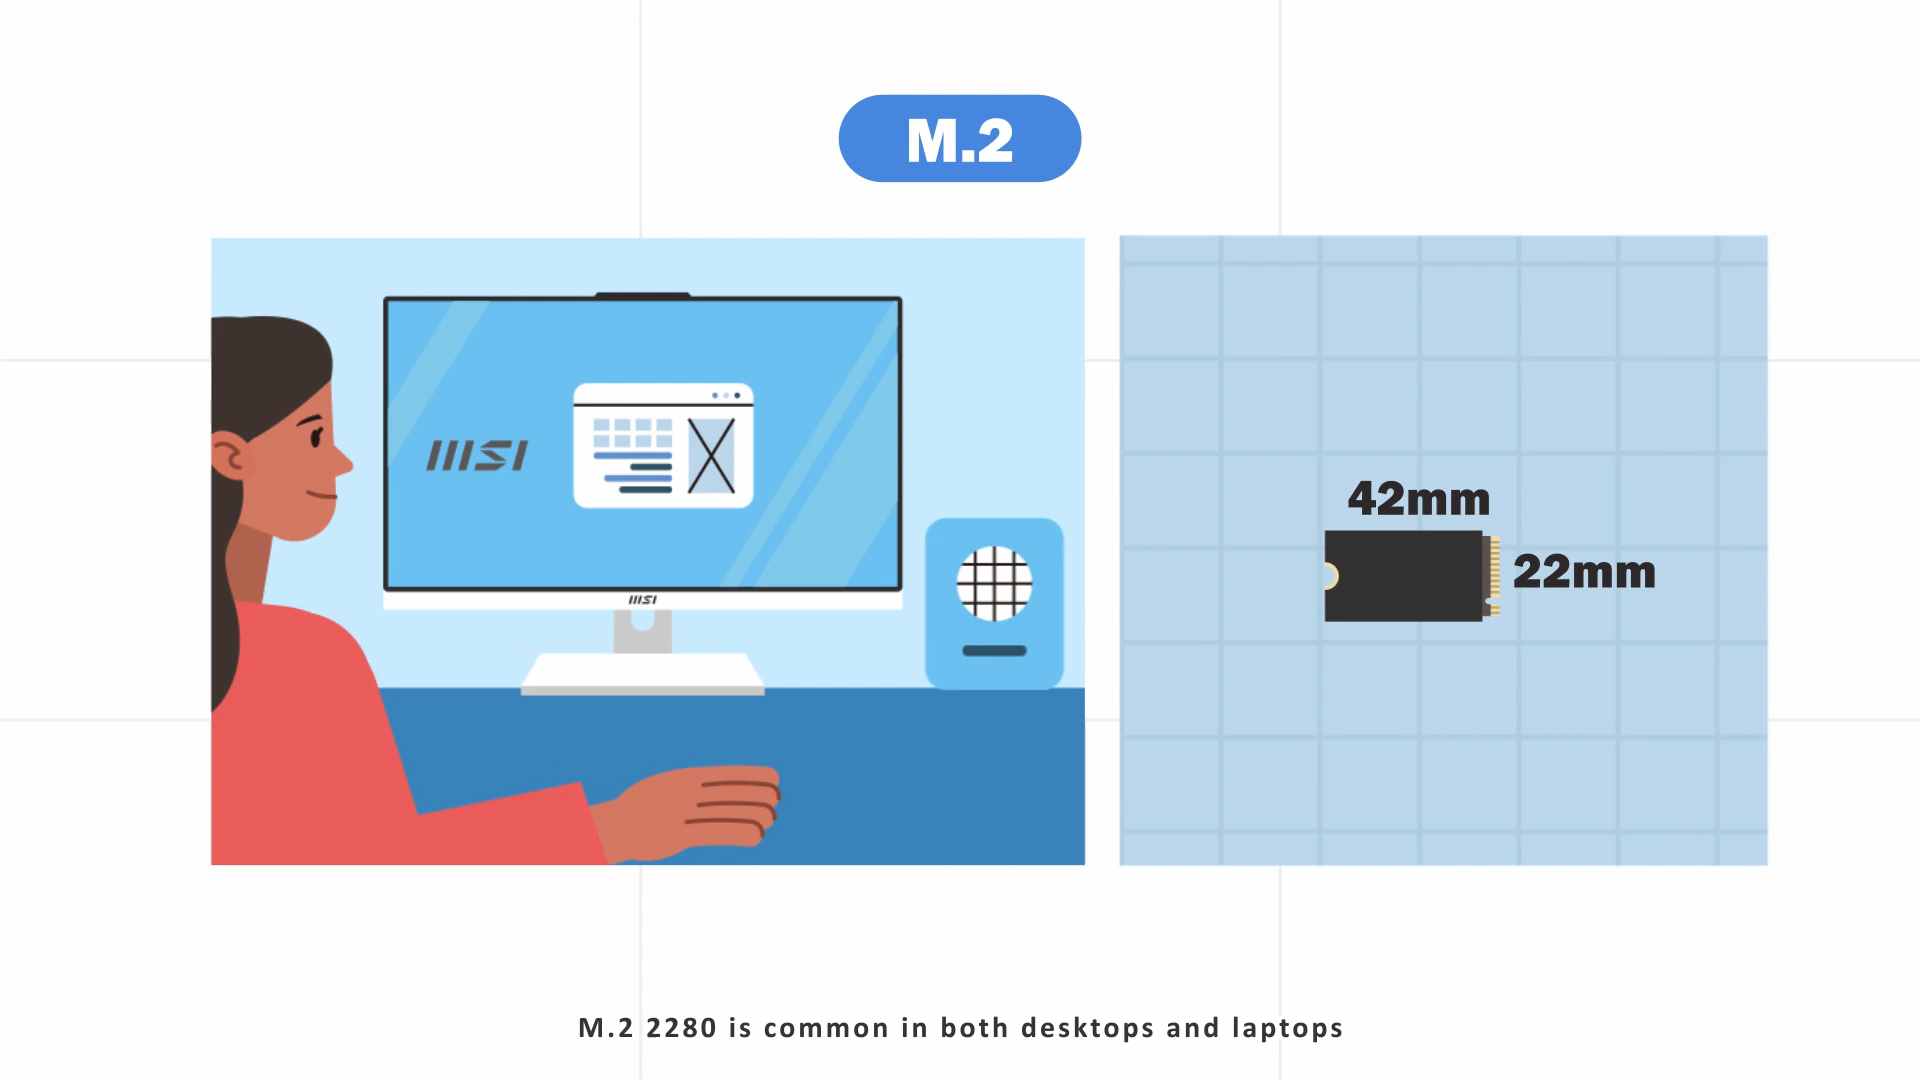 M.2
msi
msi
42mm
22mm
M.2 2280 is common in both desktops and laptops